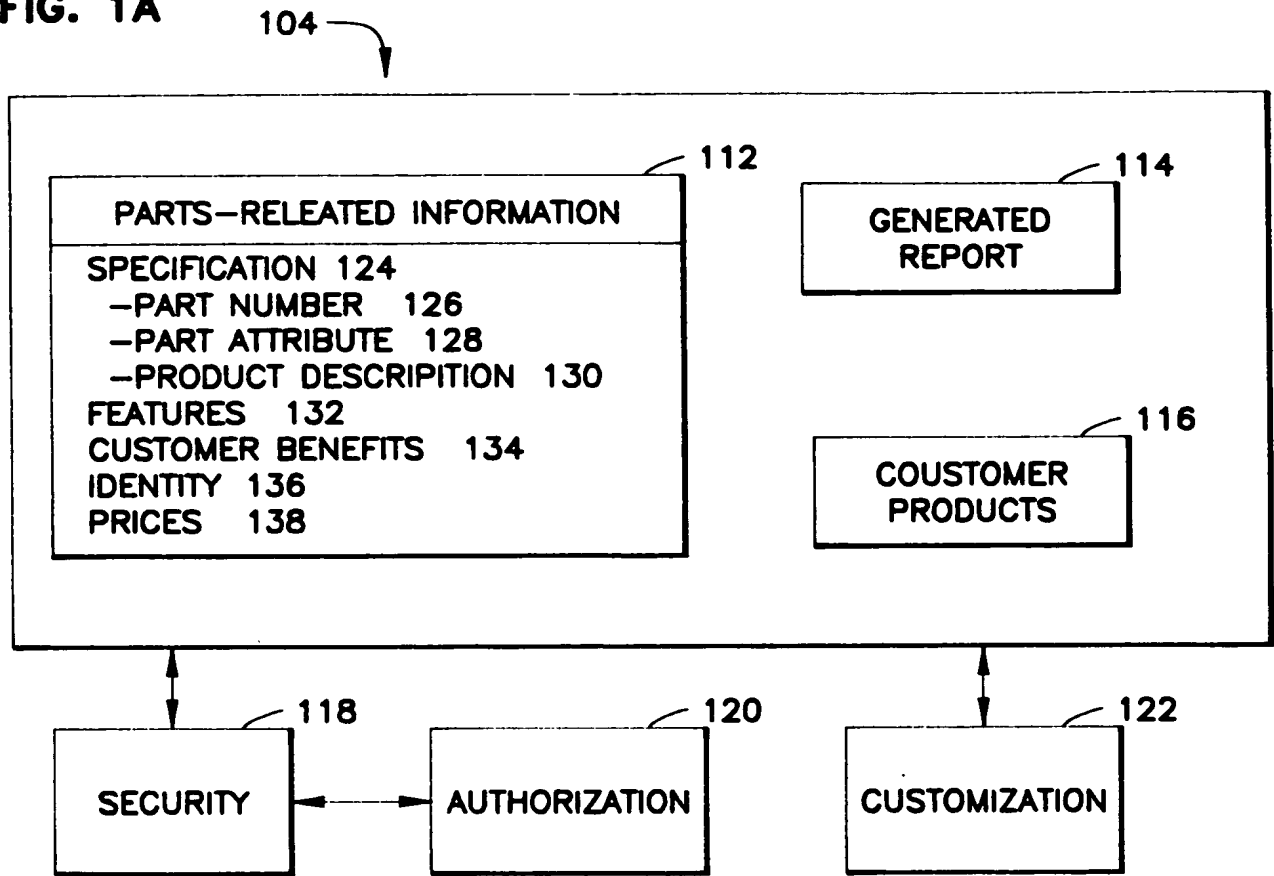 FIG. 1A
104
112
PARTS-RELEATED INFORMATION
SPECIFICATION 124
-PART NUMBER 126
-PART ATTRIBUTE 128
-PRODUCT DESCRIPITION 130
FEATURES 132
CUSTOMER BENEFITS 134
IDENTITY 136
PRICES 138
114
GENERATED
REPORT
116
COUSTOMER
PRODUCTS
118
SECURITY
120
AUTHORIZATION
122
CUSTOMIZATION